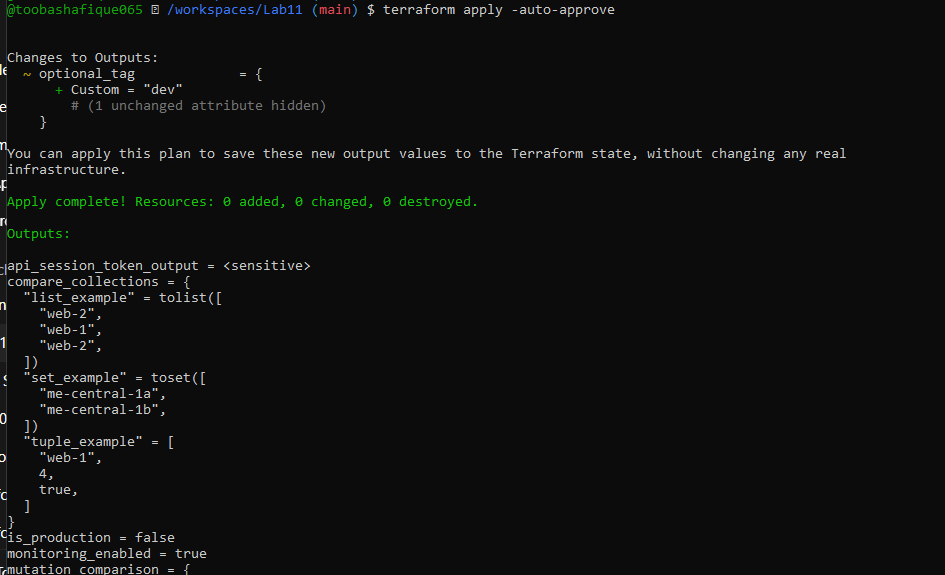 @toobashafique065 /workspaces/Lab11 (main) $ terraform apply -auto-approve
Changes to Outputs:
~ optional_tag = {
+ Custom = "dev"
# (1 unchanged attribute hidden)
}
You can apply this plan to save these new output values to the Terraform state, without changing any real
infrastructure.
Apply complete! Resources: 0 added, 0 changed, 0 destroyed.
Outputs:
api_session_token_output = <sensitive>
compare_collections = {
"list_example" = tolist([
"web-2",
"web-1",
"web-2",
])
"set_example" = toset([
"me-central-1a",
"me-central-1b",
])
"tuple_example" = [
"web-1",
4,
true,
]
}
is_production = false
monitoring_enabled = true
mutation_comparison = {